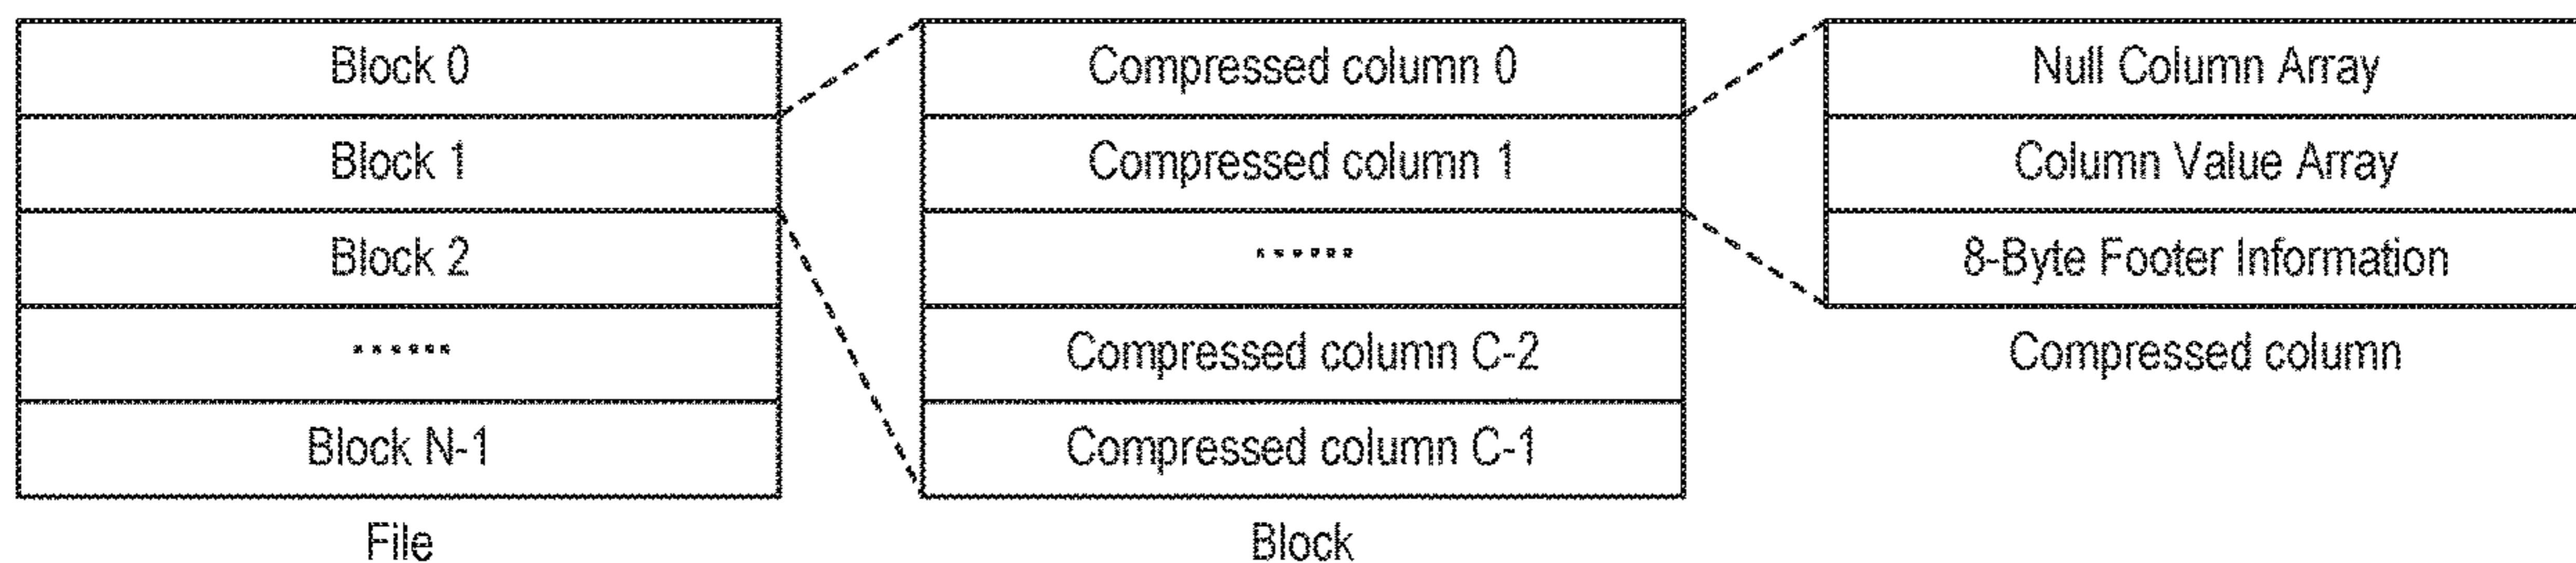 Block 0
Block 1
Block 2
......
Block N-1
File
Compressed column 0
Compressed column 1
......
Compressed column C-2
Compressed column C-1
Block
Null Column Array
Column Value Array
8-Byte Footer Information
Compressed column